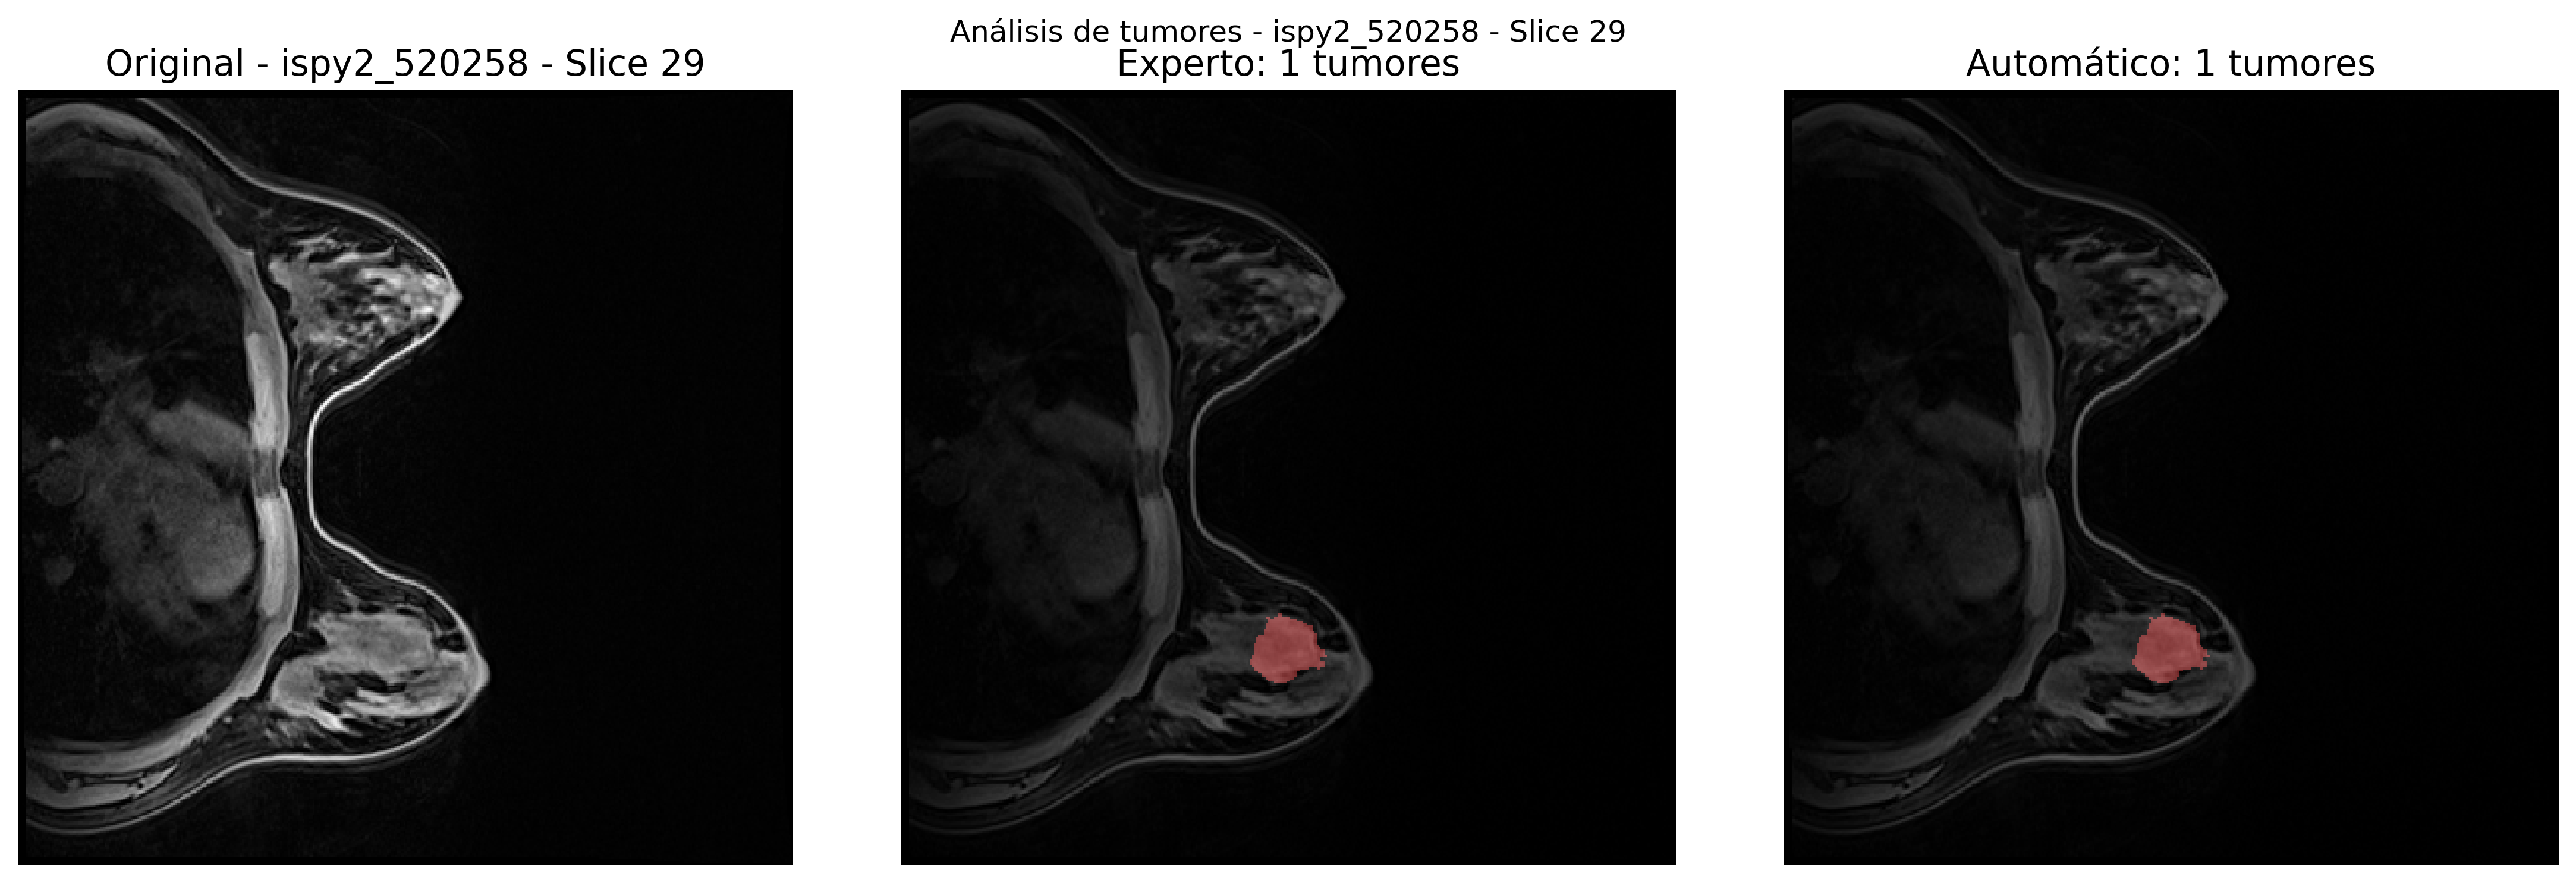 Análisis de tumores - ispy2_520258 - Slice 29
Original - ispy2_520258 - Slice 29
Experto: 1 tumores
Automático: 1 tumores